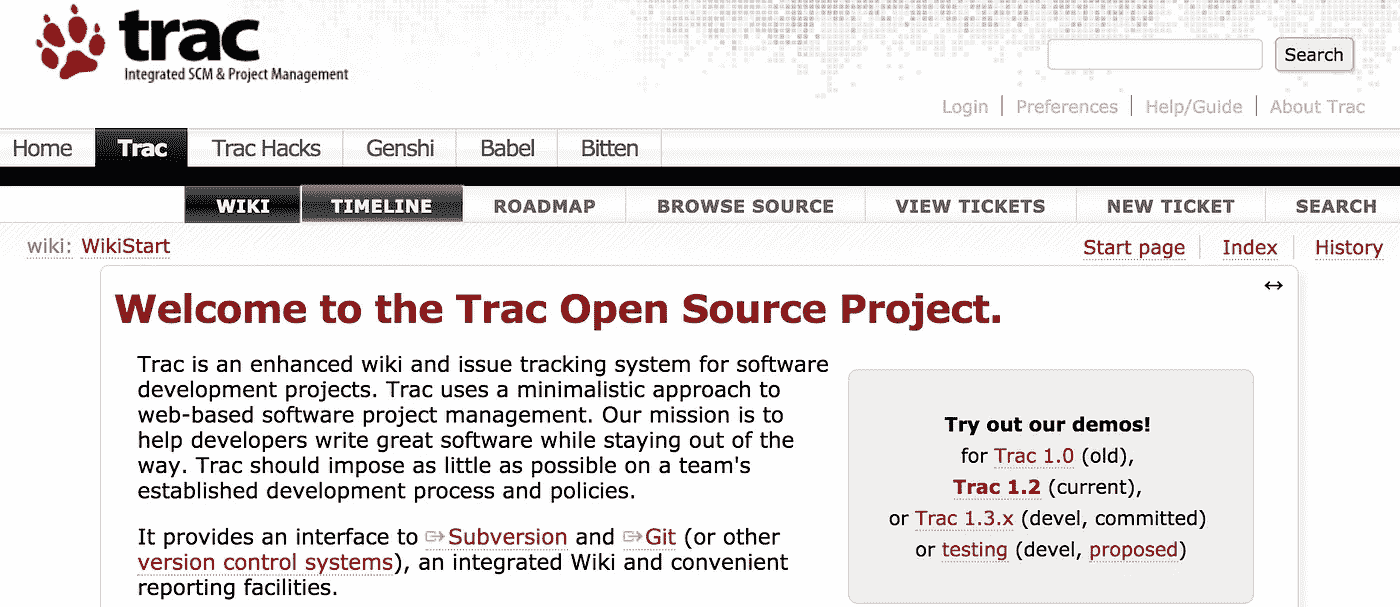 trac
Integrated SCM & Project Management
Search
Login Preferences Help/Guide About Trac
Home Trac Trac Hacks Genshi Babel Bitten
WIKI TIMELINE ROADMAP BROWSE SOURCE VIEW TICKETS NEW TICKET SEARCH
wiki: WikiStart Start page Index History
Welcome to the Trac Open Source Project.
Trac is an enhanced wiki and issue tracking system for software
development projects. Trac uses a minimalistic approach to
web-based software project management. Our mission is to
help developers write great software while staying out of the
way. Trac should impose as little as possible on a team's
established development process and policies.
It provides an interface to Subversion and Git (or other
version control systems), an integrated Wiki and convenient
reporting facilities.
Try out our demos!
for Trac 1.0 (old),
Trac 1.2 (current),
or Trac 1.3.x (devel, committed)
or testing (devel, proposed)